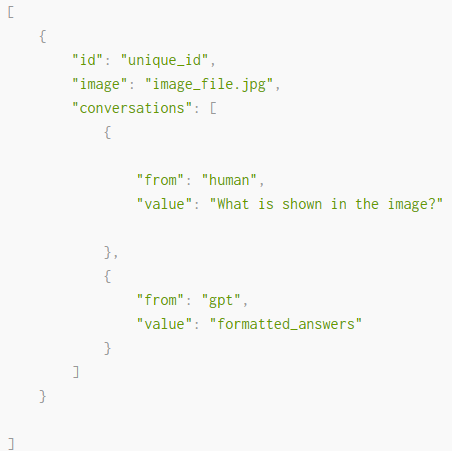 [
    {
        "id": "unique_id",
        "image": "image_file.jpg",
        "conversations": [
            {
                "from": "human",
                "value": "What is shown in the image?"
            },
            {
                "from": "gpt",
                "value": "formatted_answers"
            }
        ]
    }
]